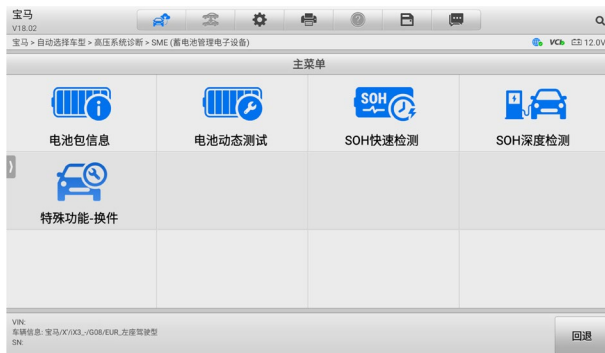 宝马
V18.02
宝马 > 自动选择车型 > 高压系统诊断 > SME (蓄电池管理电子设备)
VCI 12.0V
主菜单
SOH
电池包信息
电池动态测试
SOH快速检测
SOH深度检测
特殊功能-换件
VIN:
车辆信息: 宝马/X'/iX3_-/G08/EUR_左座驾驶型
SN:
回退